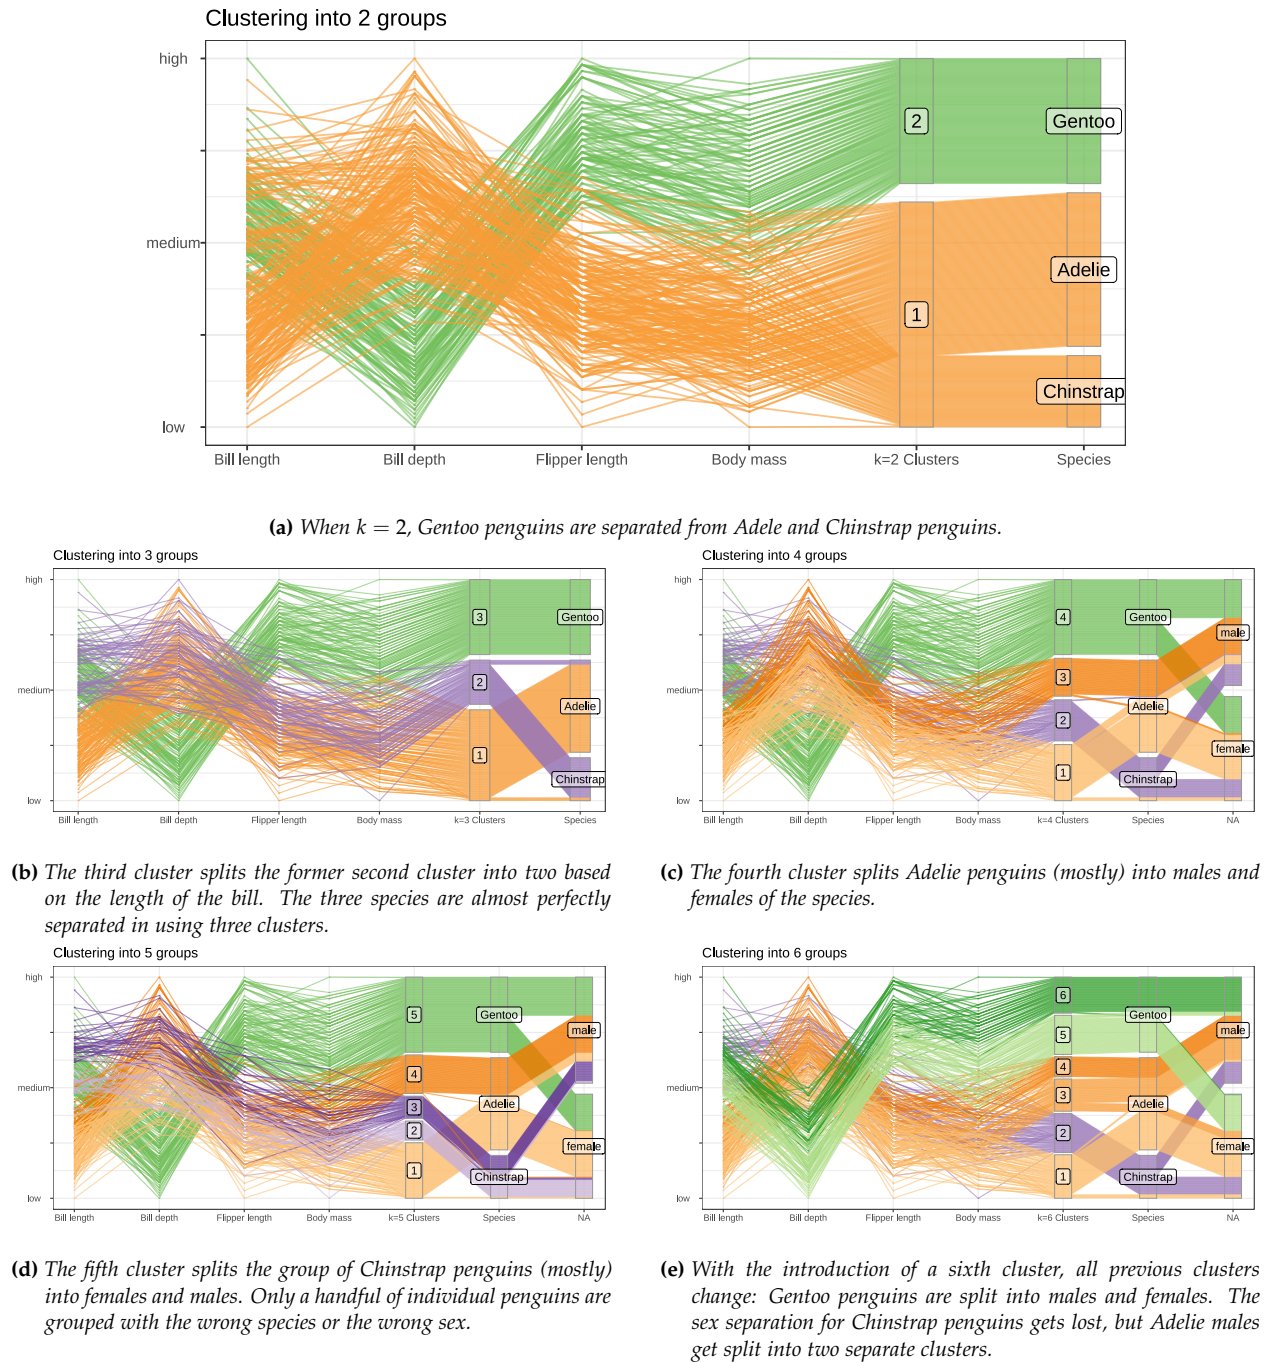 Clustering into 2 groups
high
medium
low
2
1
Gentoo
Adelie
Chinstrap
Bill length
Bill depth
Flipper length
Body mass
k=2 Clusters
Species
(a) When k = 2, Gentoo penguins are separated from Adele and Chinstrap penguins.
Clustering into 3 groups
high
medium
low
3
2
1
Gentoo
Adelie
Chinstrap
Bill length
Bill depth
Flipper length
Body mass
k=3 Clusters
Species
(b) The third cluster splits the former second cluster into two based
on the length of the bill. The three species are almost perfectly
separated in using three clusters.
Clustering into 4 groups
high
medium
low
4
3
2
1
Gentoo
Adelie
Chinstrap
male
female
Bill length
Bill depth
Flipper length
Body mass
k=4 Clusters
Species
NA
(c) The fourth cluster splits Adelie penguins (mostly) into males and
females of the species.
Clustering into 5 groups
high
medium
low
5
4
3
2
1
Gentoo
Adelie
Chinstrap
male
female
Bill length
Bill depth
Flipper length
Body mass
k=5 Clusters
Species
NA
(d) The fifth cluster splits the group of Chinstrap penguins (mostly)
into females and males. Only a handful of individual penguins are
grouped with the wrong species or the wrong sex.
Clustering into 6 groups
high
medium
low
6
5
4
3
2
1
Gentoo
Adelie
Chinstrap
male
female
Bill length
Bill depth
Flipper length
Body mass
k=6 Clusters
Species
NA
(e) With the introduction of a sixth cluster, all previous clusters
change: Gentoo penguins are split into males and females. The
sex separation for Chinstrap penguins gets lost, but Adelie males
get split into two separate clusters.